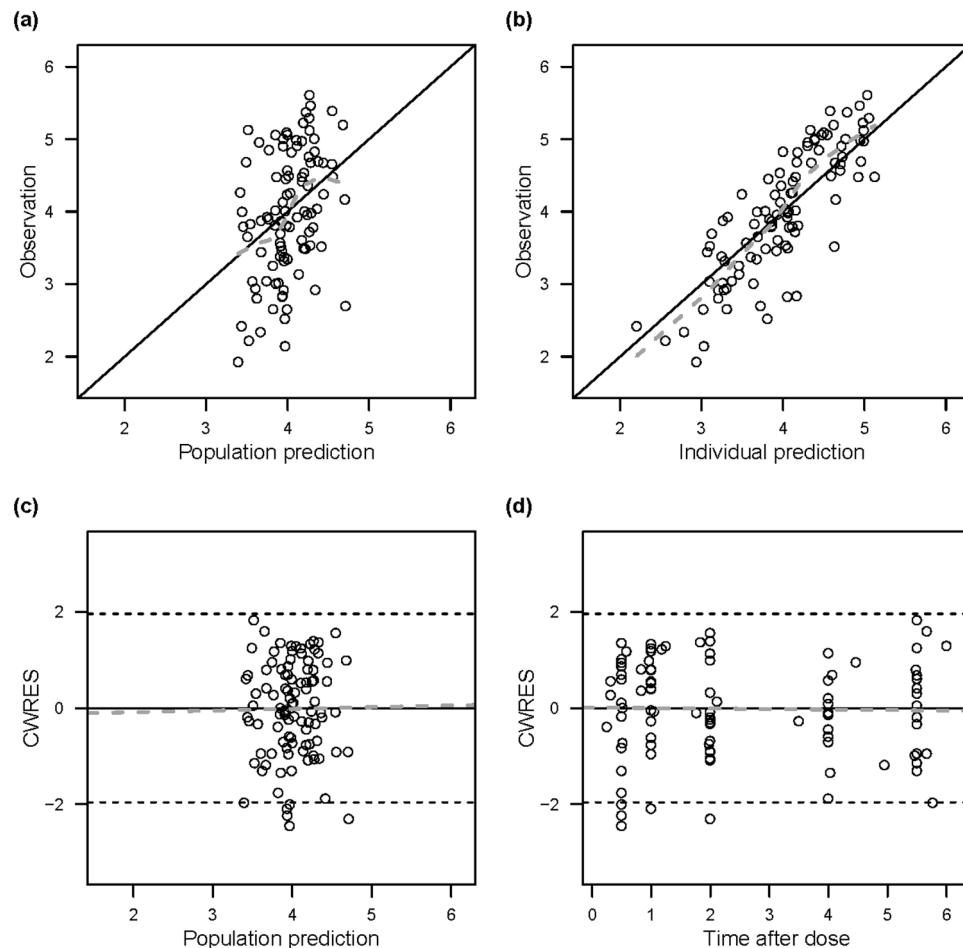 (a)
(b)
6
5
4
3
2
Observation
2 3 4 5 6
Population prediction
6
5
4
3
2
Observation
2 3 4 5 6
Individual prediction
(c)
(d)
2
0
−2
CWRES
2 3 4 5 6
Population prediction
2
0
−2
CWRES
0 1 2 3 4 5 6
Time after dose